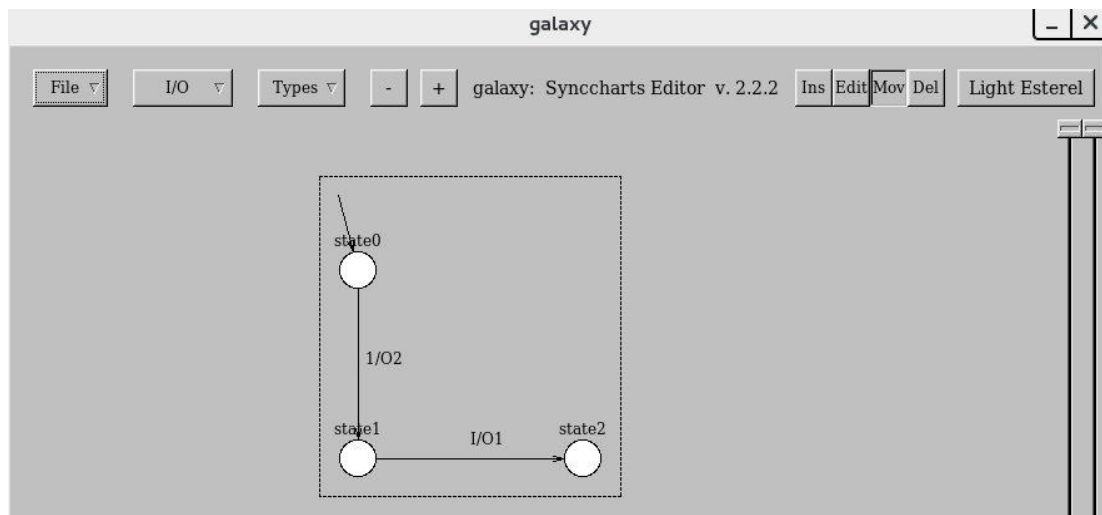 galaxy
File I/O Types - + galaxy: Synccharts Editor v. 2.2.2 Ins Edit Mov Del Light Esterel
state0
1/O2
state1 I/O1 state2